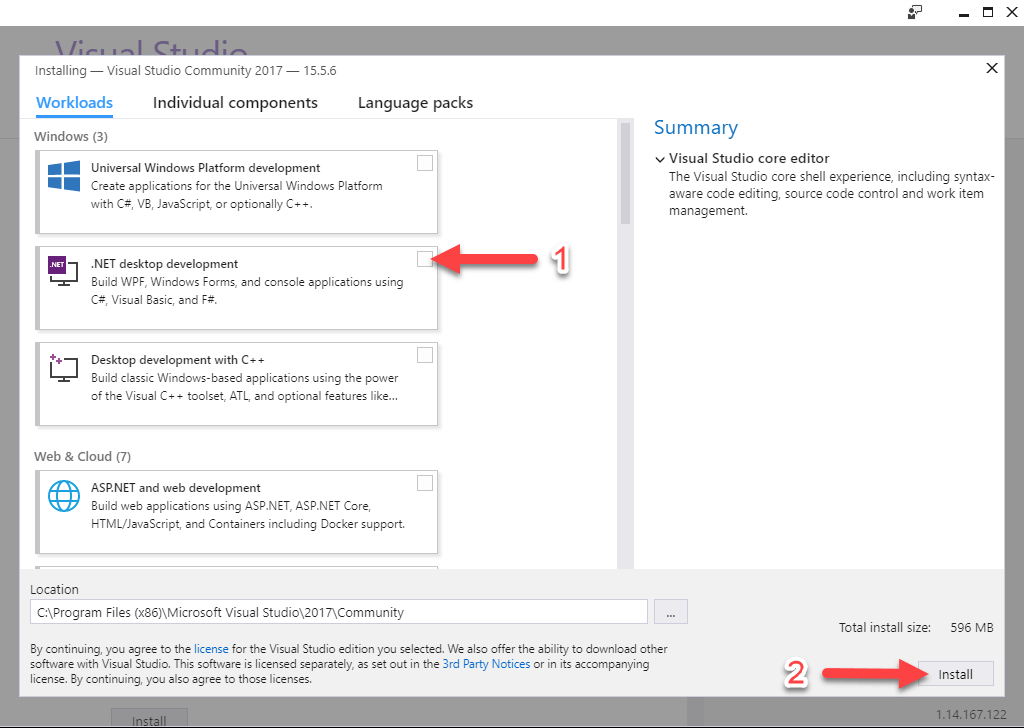 Visual Studio
Installing — Visual Studio Community 2017 — 15.5.6
Workloads
Individual components
Language packs
Windows (3)
Universal Windows Platform development
Create applications for the Universal Windows Platform
with C#, VB, JavaScript, or optionally C++.
.NET
.NET desktop development
Build WPF, Windows Forms, and console applications using
C#, Visual Basic, and F#.
1
Desktop development with C++
Build classic Windows-based applications using the power
of the Visual C++ toolset, ATL, and optional features like...
Web & Cloud (7)
ASP.NET and web development
Build web applications using ASP.NET, ASP.NET Core,
HTML/JavaScript, and Containers including Docker support.
Summary
Visual Studio core editor
The Visual Studio core shell experience, including syntax-
aware code editing, source code control and work item
management.
Location
C:\Program Files (x86)\Microsoft Visual Studio\2017\Community
...
Total install size: 596 MB
By continuing, you agree to the license for the Visual Studio edition you selected. We also offer the ability to download other
software with Visual Studio. This software is licensed separately, as set out in the 3rd Party Notices or in its accompanying
license. By continuing, you also agree to those licenses.
2
Install
Install
1.14.167.122